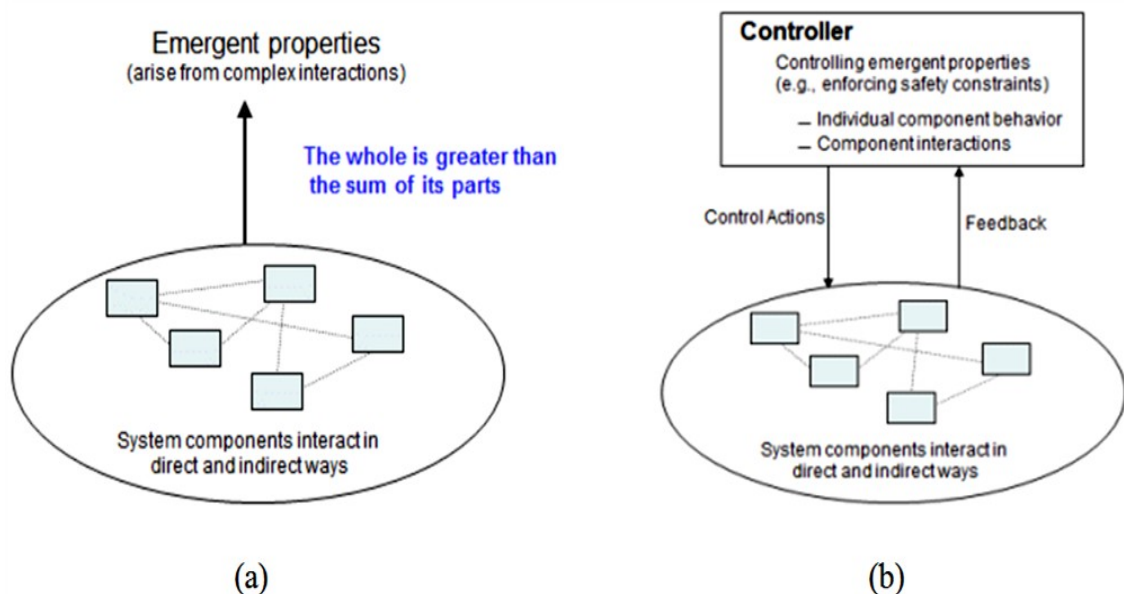 Emergent properties
(arise from complex interactions)
The whole is greater than
the sum of its parts
System components interact in
direct and indirect ways
(a)
Controller
Controlling emergent properties
(e.g., enforcing safety constraints)
– Individual component behavior
– Component interactions
Control Actions
Feedback
System components interact in
direct and indirect ways
(b)